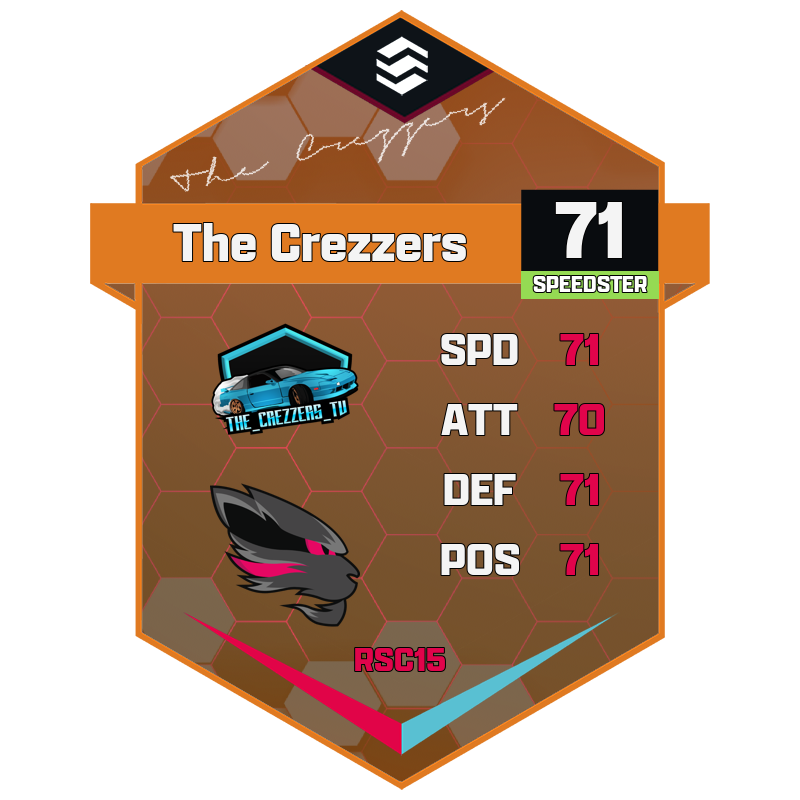 The Crezzers
The Crezzers 71
SPEEDSTER
SPD 71
THE_CREZZERS_TV
ATT 70
DEF 71
POS 71
RSC15